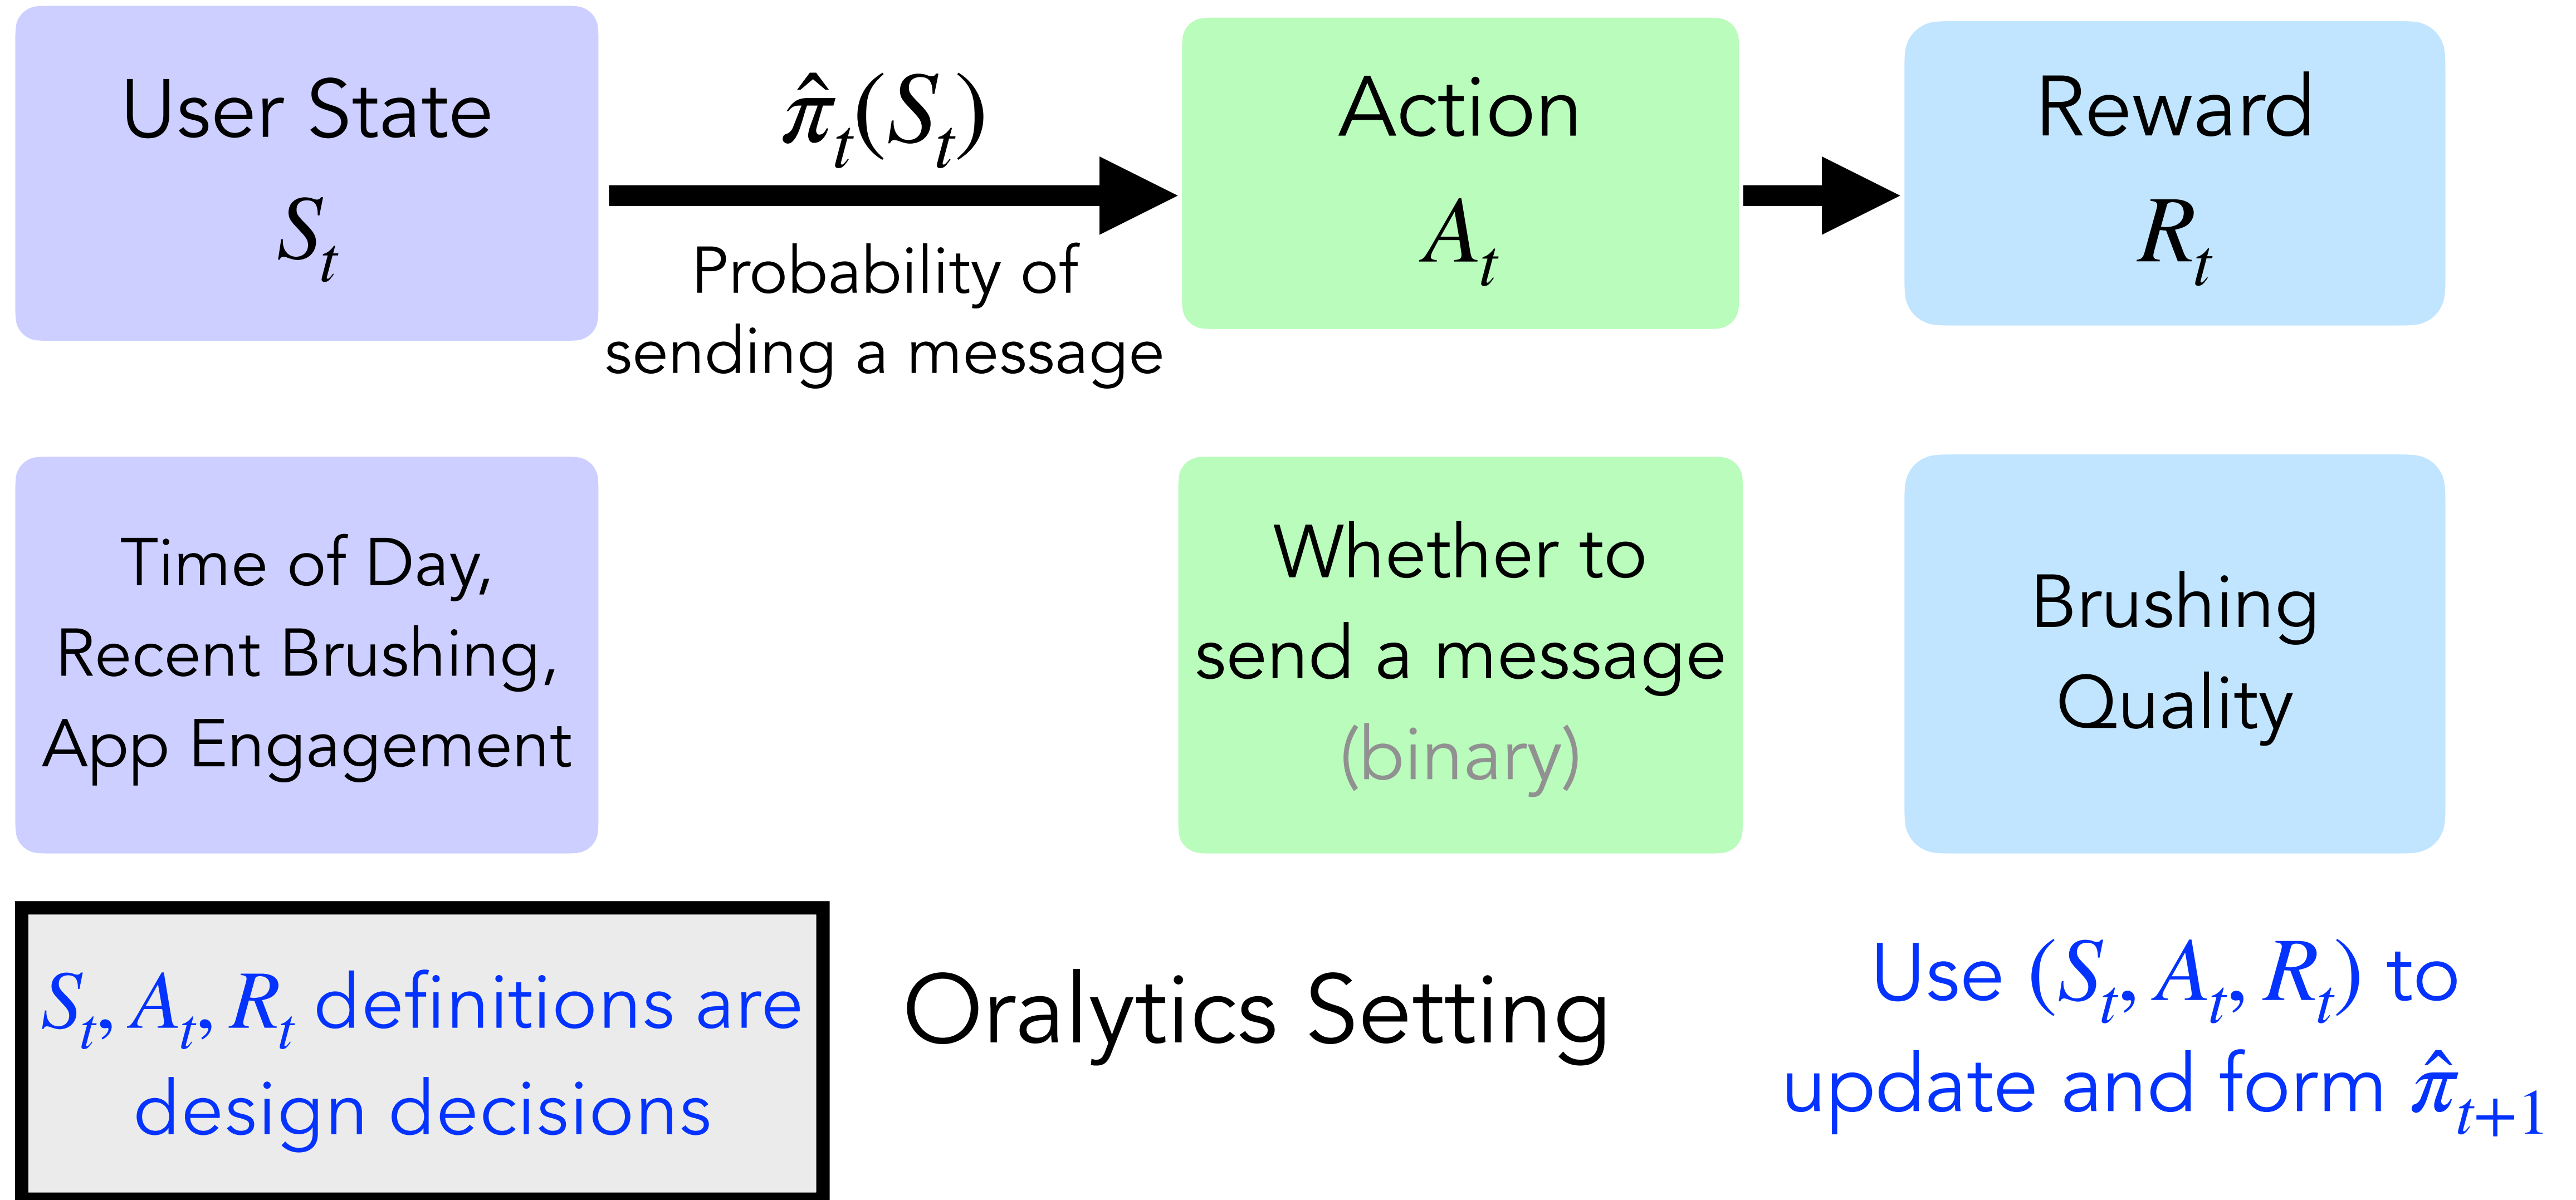 User State
S_t
π̂_t(S_t)
Probability of
sending a message
Action
A_t
Reward
R_t
Time of Day,
Recent Brushing,
App Engagement
Whether to
send a message
(binary)
Brushing
Quality
S_t, A_t, R_t definitions are
design decisions
Oralytics Setting
Use (S_t, A_t, R_t) to
update and form π̂_{t+1}